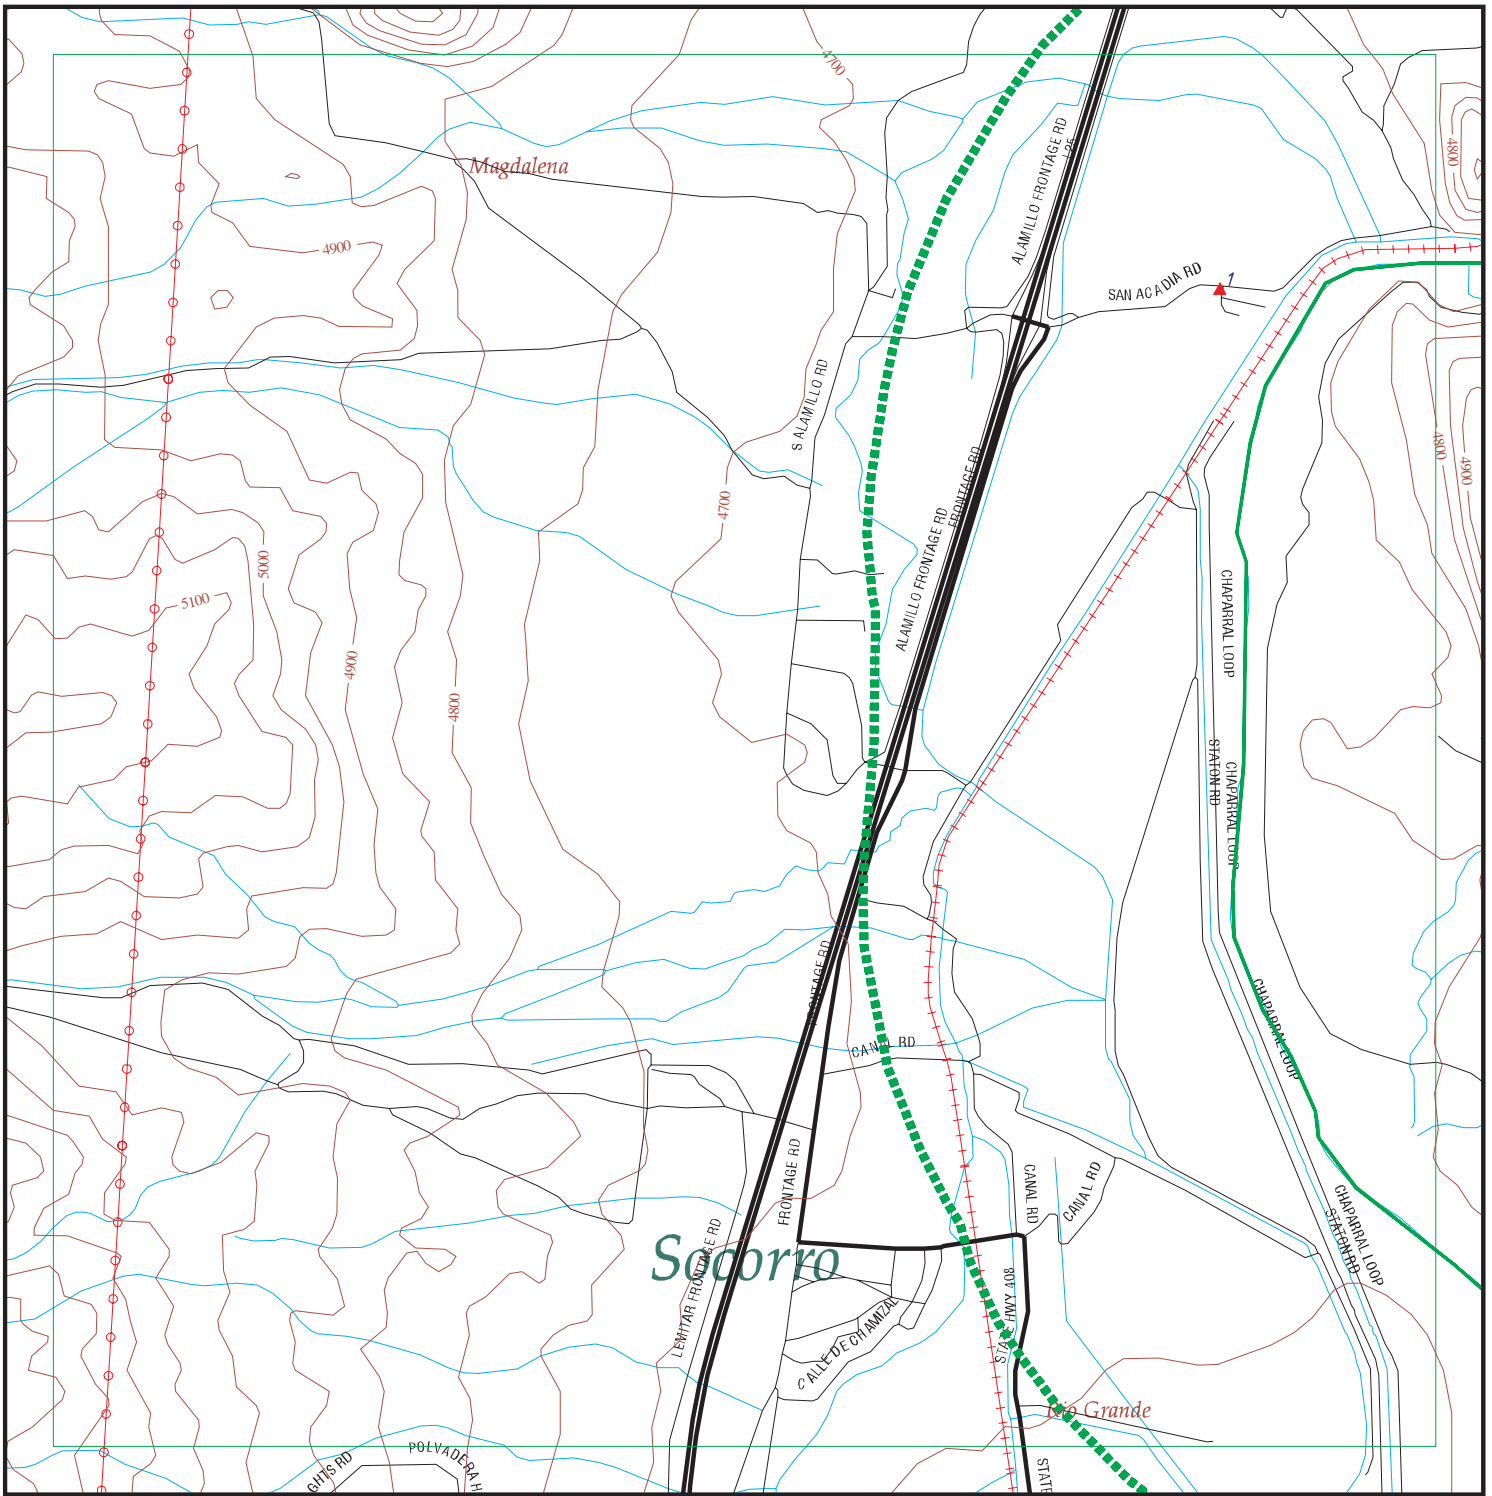 4700
ALAMILLO FRONTAGE RD
I-25
4800
Magdalena
4900
SAN ACADIA RD
1
S ALAMILLO RD
4700
ALAMILLO FRONTAGE RD
FRONTAGE RD
4800
4900
5000
5100
4900
4800
CHAPARRAL LOOP
STATON RD
CHAPARRAL LOOP
FRONTAGE RD
CANAL RD
CHAPARRAL LOOP
FRONTAGE RD
CANAL RD
CANAL RD
CHAPARRAL LOOP
STATON RD
Socorro
LEMITAR FRONTAGE RD
STATE HWY 408
CALLE DE CHAMIZAL
Rio Grande
GHTS RD
POLVADERA H
STATE